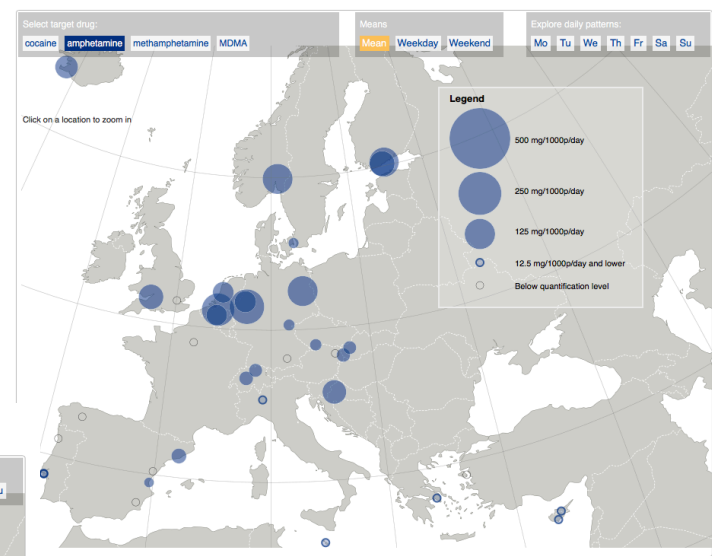 Select target drug:
cocaine amphetamine methamphetamine MDMA
Means
Mean Weekday Weekend
Explore daily patterns:
Mo Tu We Th Fr Sa Su
Click on a location to zoom in
Legend
500 mg/1000p/day
250 mg/1000p/day
125 mg/1000p/day
12.5 mg/1000p/day and lower
Below quantification level